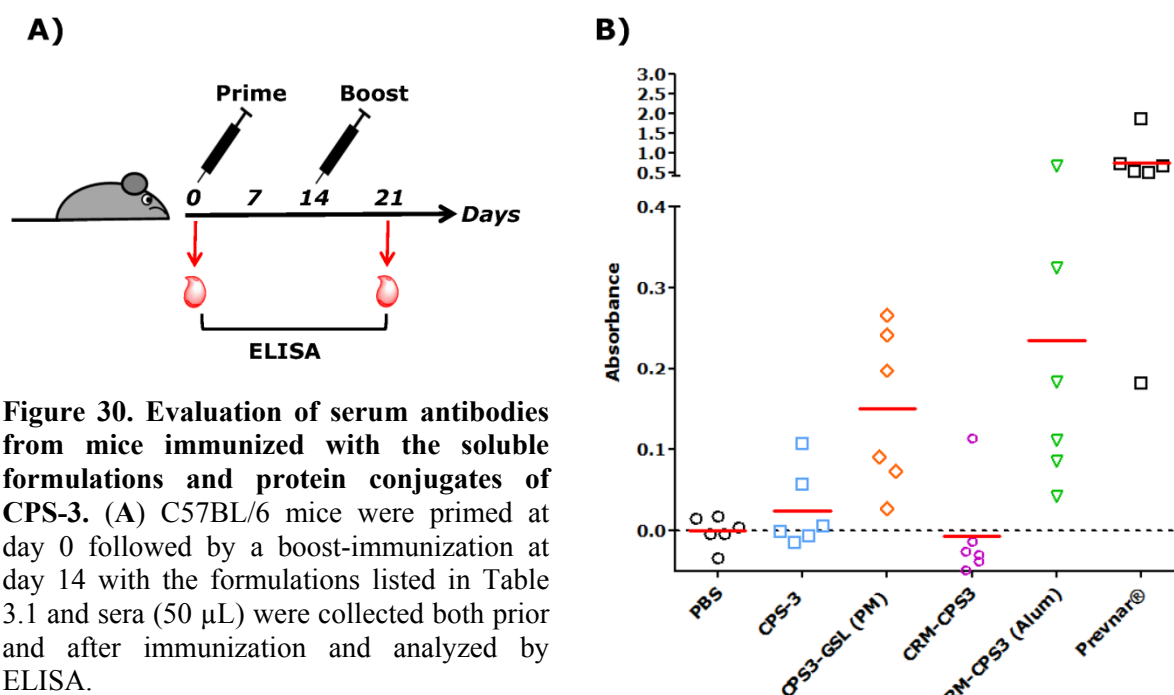 A)
Prime Boost
0 7 14 21 Days
ELISA
Figure 30. Evaluation of serum antibodies
from mice immunized with the soluble
formulations and protein conjugates of
CPS-3. (A) C57BL/6 mice were primed at
day 0 followed by a boost-immunization at
day 14 with the formulations listed in Table
3.1 and sera (50 µL) were collected both prior
and after immunization and analyzed by
ELISA.
B)
3.0
2.5
2.0
1.5
1.0
0.5
0.4
0.3
0.2
0.1
0.0
Absorbance
PBS
CPS-3
CPS3-GSL (PM)
CRM-CPS3
RM-CPS3 (Alum)
Prevnar®